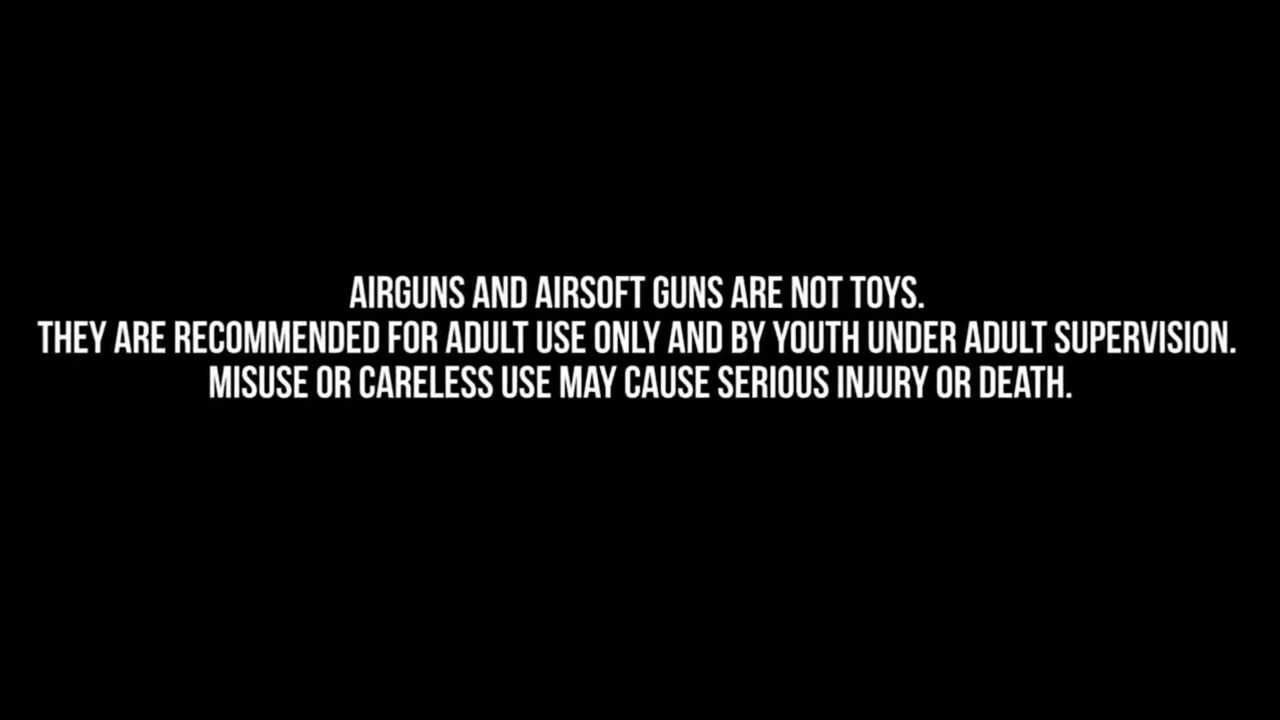 AIRGUNS AND AIRSOFT GUNS ARE NOT TOYS.
THEY ARE RECOMMENDED FOR ADULT USE ONLY AND BY YOUTH UNDER ADULT SUPERVISION.
MISUSE OR CARELESS USE MAY CAUSE SERIOUS INJURY OR DEATH.